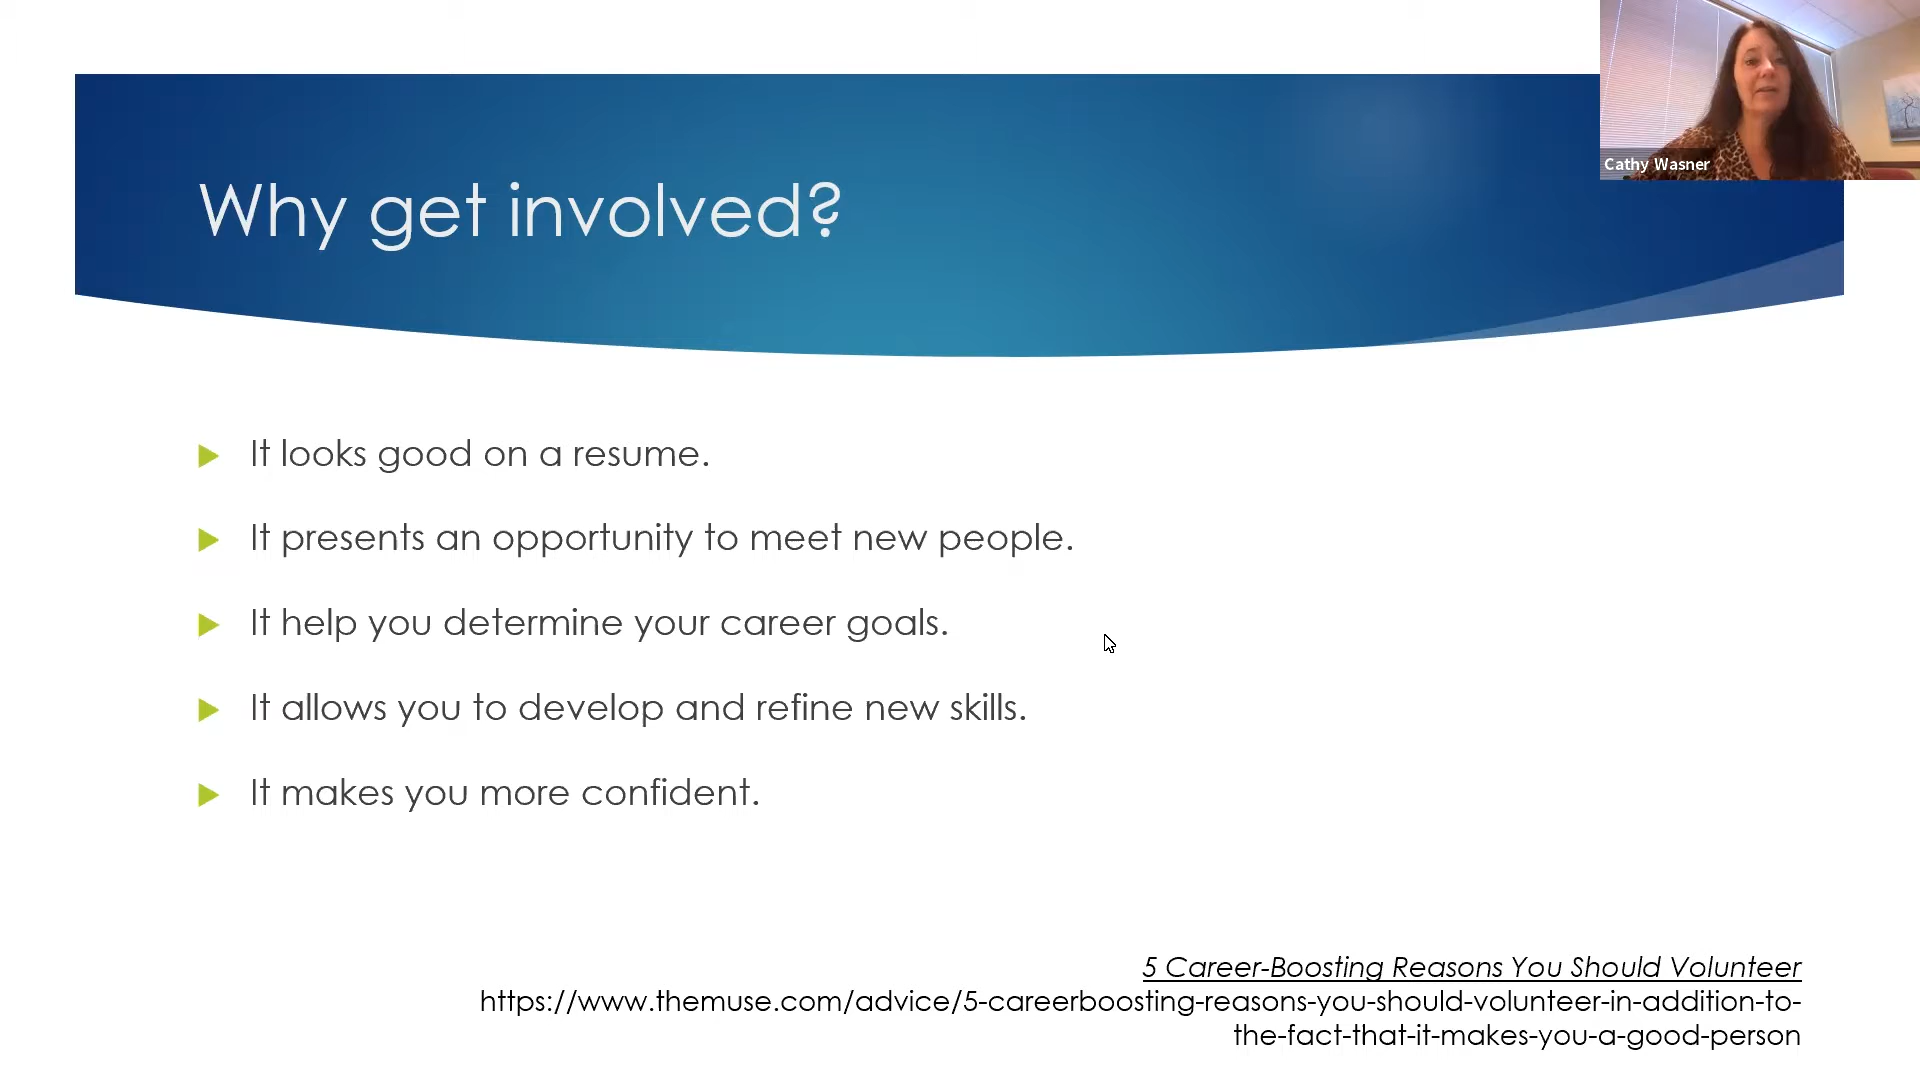 Cathy Wasner
Why get involved?
It looks good on a resume.
It presents an opportunity to meet new people.
It help you determine your career goals.
It allows you to develop and refine new skills.
It makes you more confident.
5 Career-Boosting Reasons You Should Volunteer
https://www.themuse.com/advice/5-careerboosting-reasons-you-should-volunteer-in-addition-to-
the-fact-that-it-makes-you-a-good-person